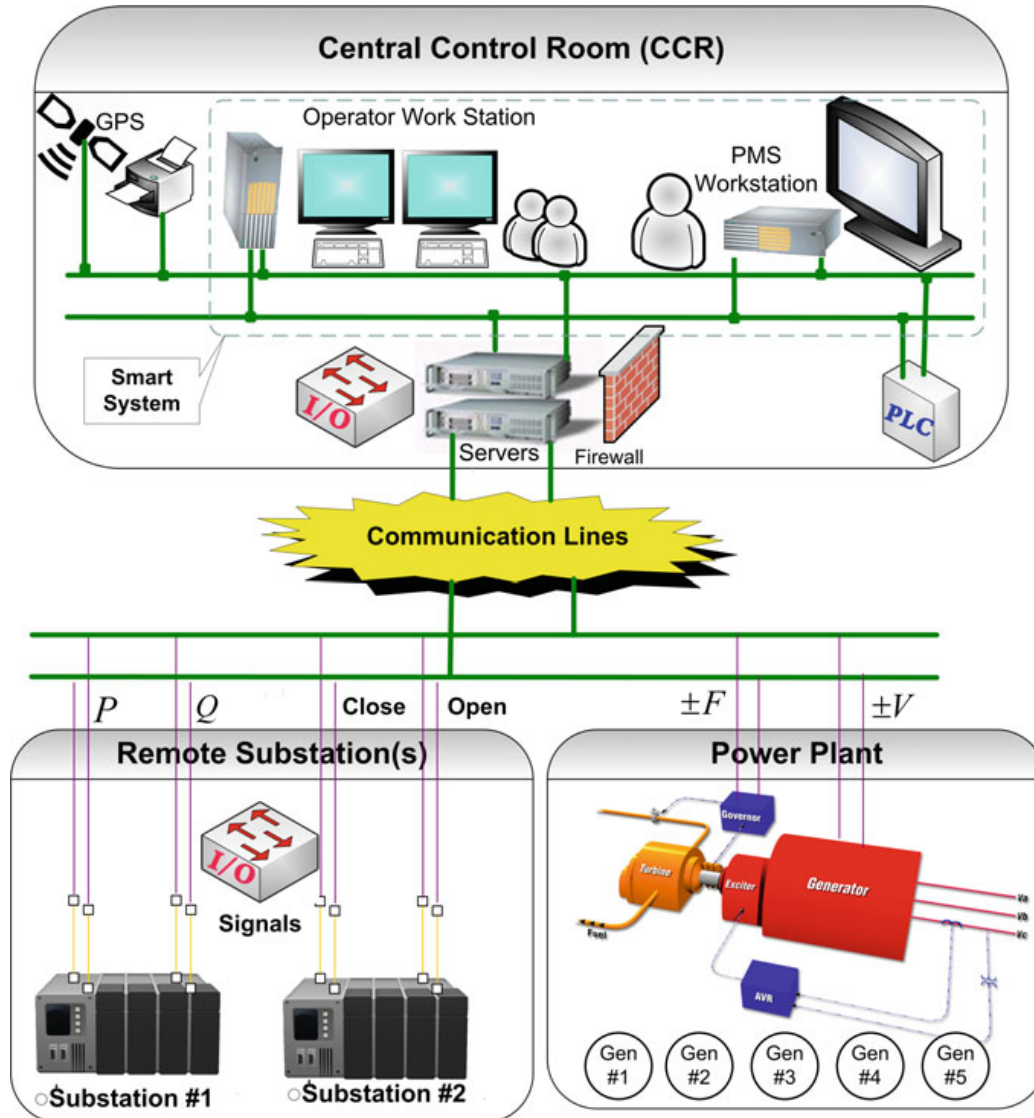 Central Control Room (CCR)
GPS
Operator Work Station
PMS
Workstation
Smart
System
I/O
Servers
Firewall
PLC
Communication Lines
P
Q
Close
Open
±F
±V
Remote Substation(s)
Power Plant
I/O
Signals
Governor
Turbine
Exciter
Generator
Fuel
AVR
Va
Vb
Vc
Substation #1
Substation #2
Gen
#1
Gen
#2
Gen
#3
Gen
#4
Gen
#5